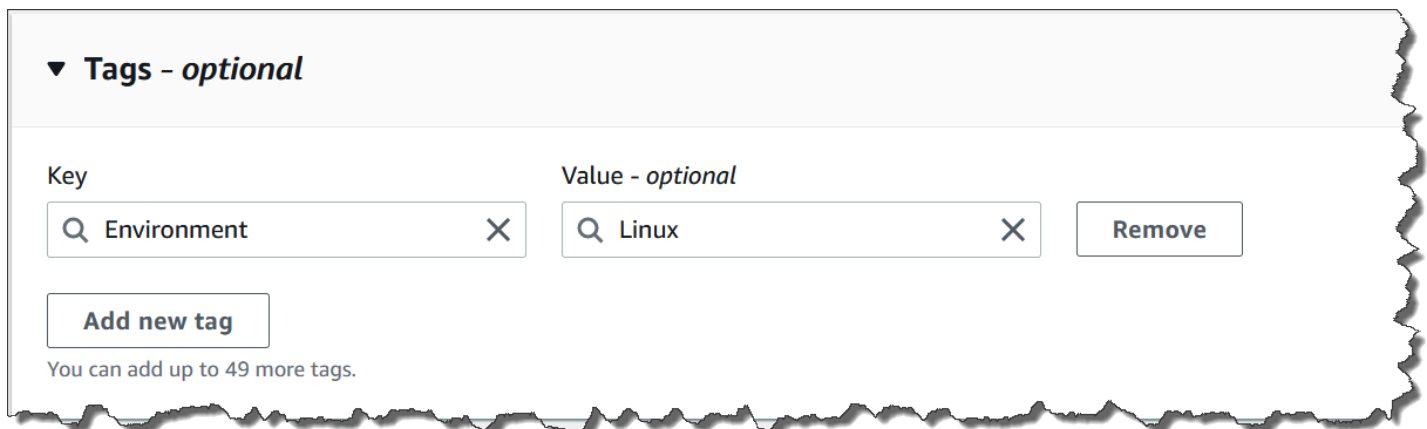 Tags - optional
Key
Value - optional
Environment
Linux
Remove
Add new tag
You can add up to 49 more tags.